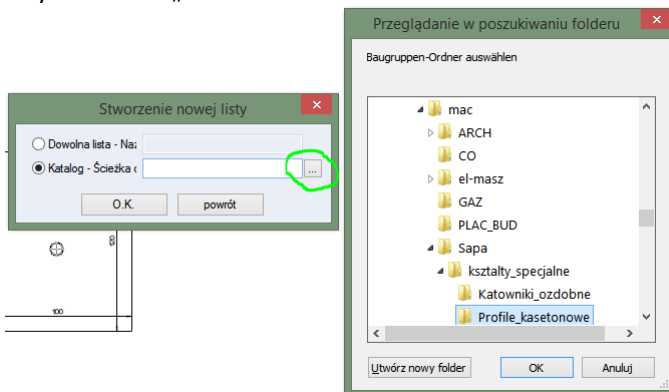 Przeglądanie w poszukiwaniu folderu
Baugruppen-Ordner auswählen
mac
ARCH
CO
el-masz
GAZ
PLAC_BUD
Sapa
ksztalty_specjalne
Katowniki_ozdobne
Profile_kasetonowe
Utwórz nowy folder
OK
Anuluj
Stworzenie nowej listy
Dowolna lista - Na
Katalog - Ścieżka
...
O.K.
powrót
100